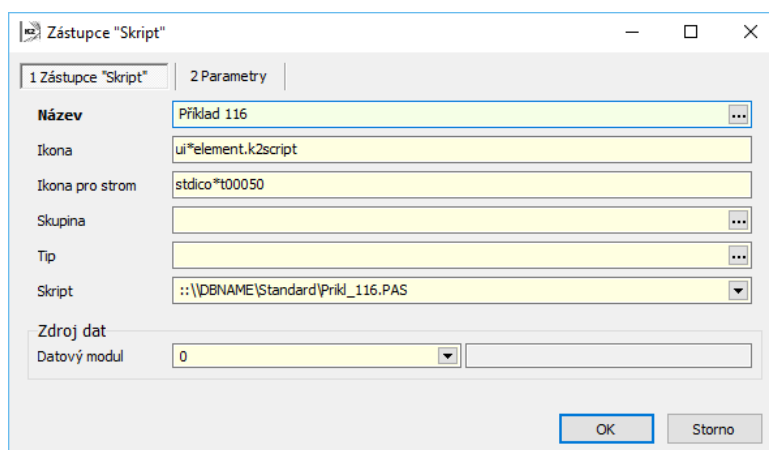 Zástupce "Skript"
1 Zástupce "Skript" 2 Parametry
Název Příklad 116 ...
Ikona ui*element.k2script
Ikona pro strom stdico*t00050
Skupina ...
Tip ...
Skript ::\\DBNAME\Standard\Prikl_116.PAS
Zdroj dat
Datový modul 0
OK Storno